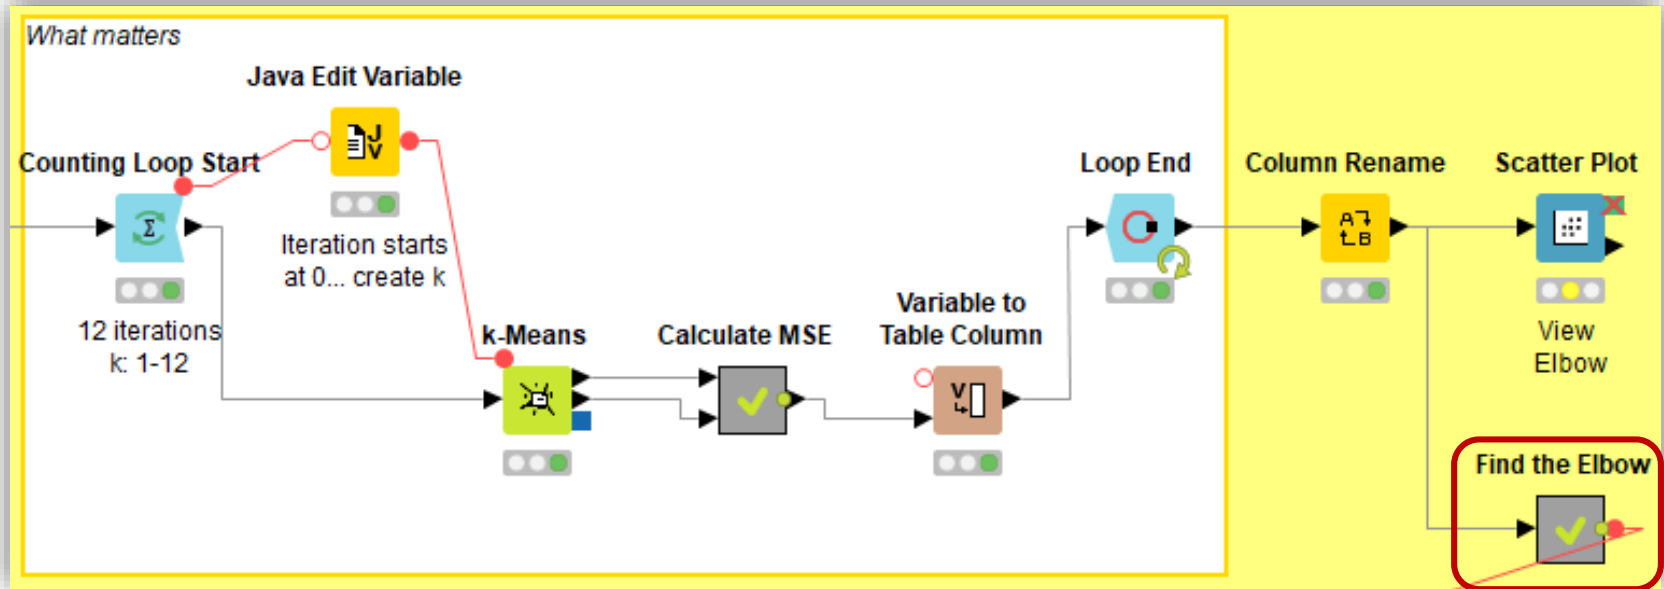 What matters
Java Edit Variable
Counting Loop Start
Iteration starts
at 0... create k
12 iterations
k: 1-12
k-Means
Calculate MSE
Variable to
Table Column
Loop End
Column Rename
Scatter Plot
View
Elbow
Find the Elbow